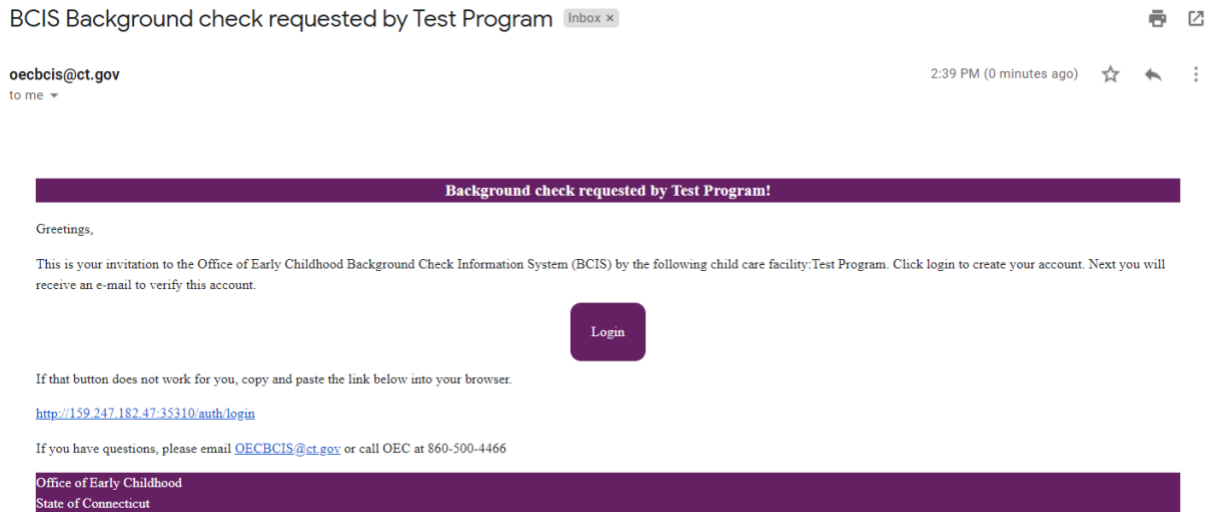 BCIS Background check requested by Test Program Inbox ×
oecbcis@ct.gov 2:39 PM (0 minutes ago)
to me
Background check requested by Test Program!
Greetings,
This is your invitation to the Office of Early Childhood Background Check Information System (BCIS) by the following child care facility:Test Program. Click login to create your account. Next you will
receive an e-mail to verify this account.
Login
If that button does not work for you, copy and paste the link below into your browser.
http://159.247.182.47:35310/auth/login
If you have questions, please email OECBCIS@ct.gov or call OEC at 860-500-4466
Office of Early Childhood
State of Connecticut